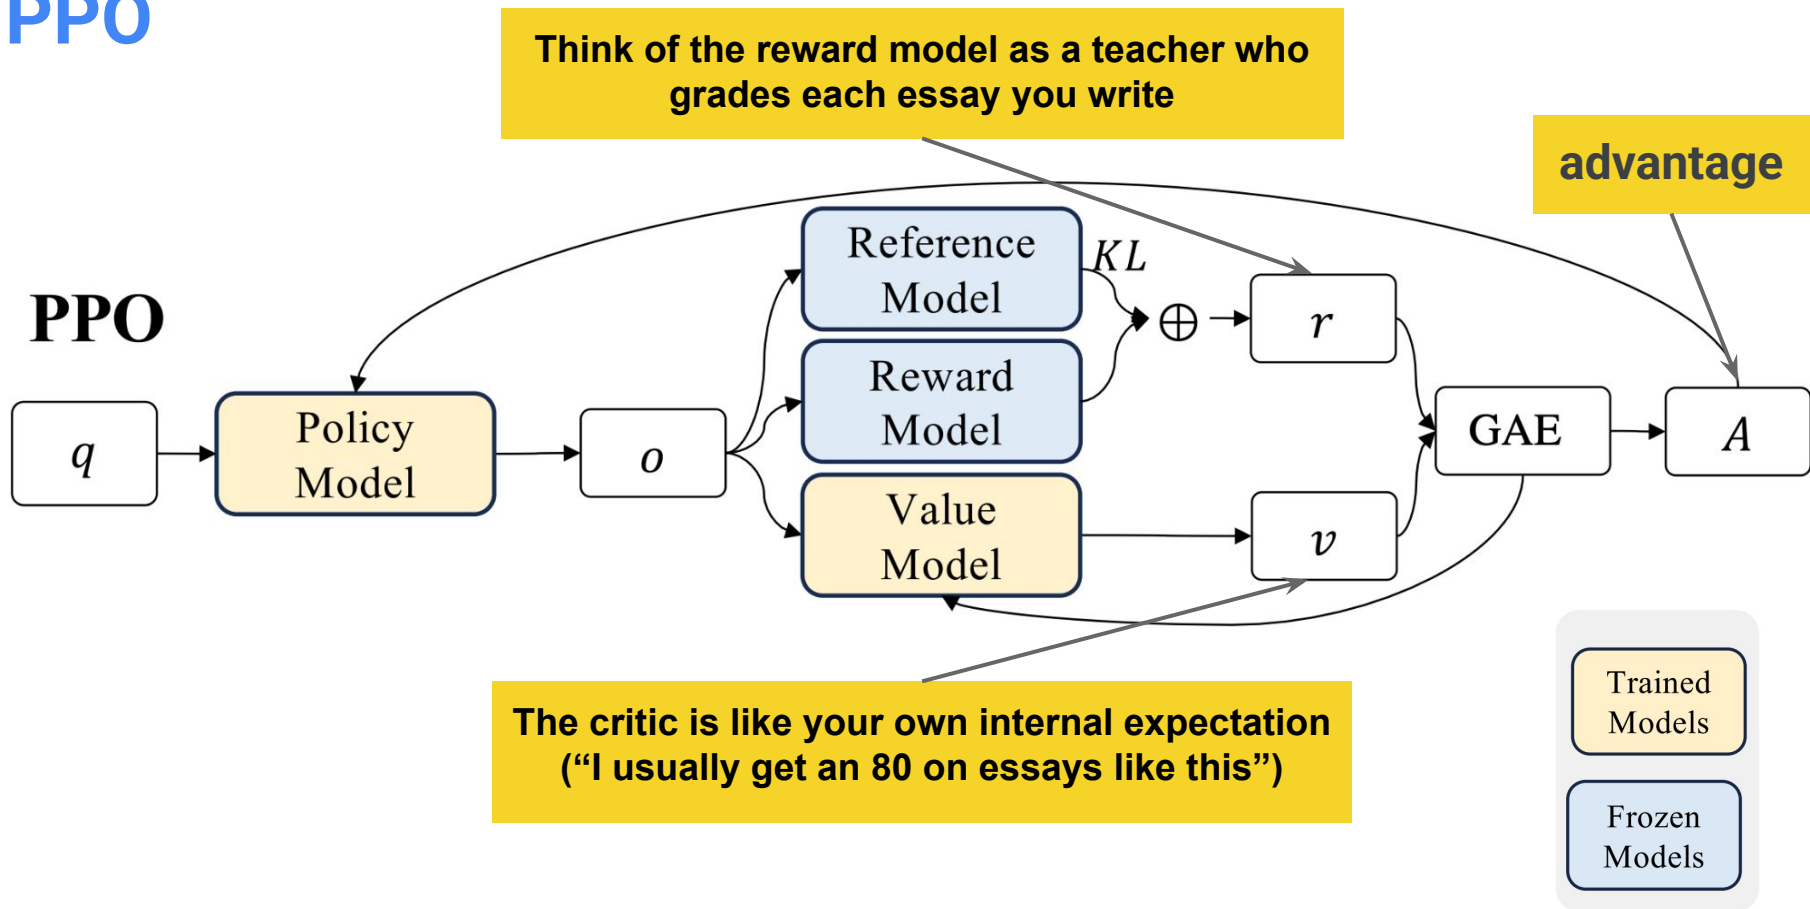 PPO
Think of the reward model as a teacher who
grades each essay you write
advantage
PPO
Reference
Model
KL
⊕
r
Reward
Model
q
Policy
Model
o
GAE
A
Value
Model
v
The critic is like your own internal expectation
(“I usually get an 80 on essays like this”)
Trained
Models
Frozen
Models